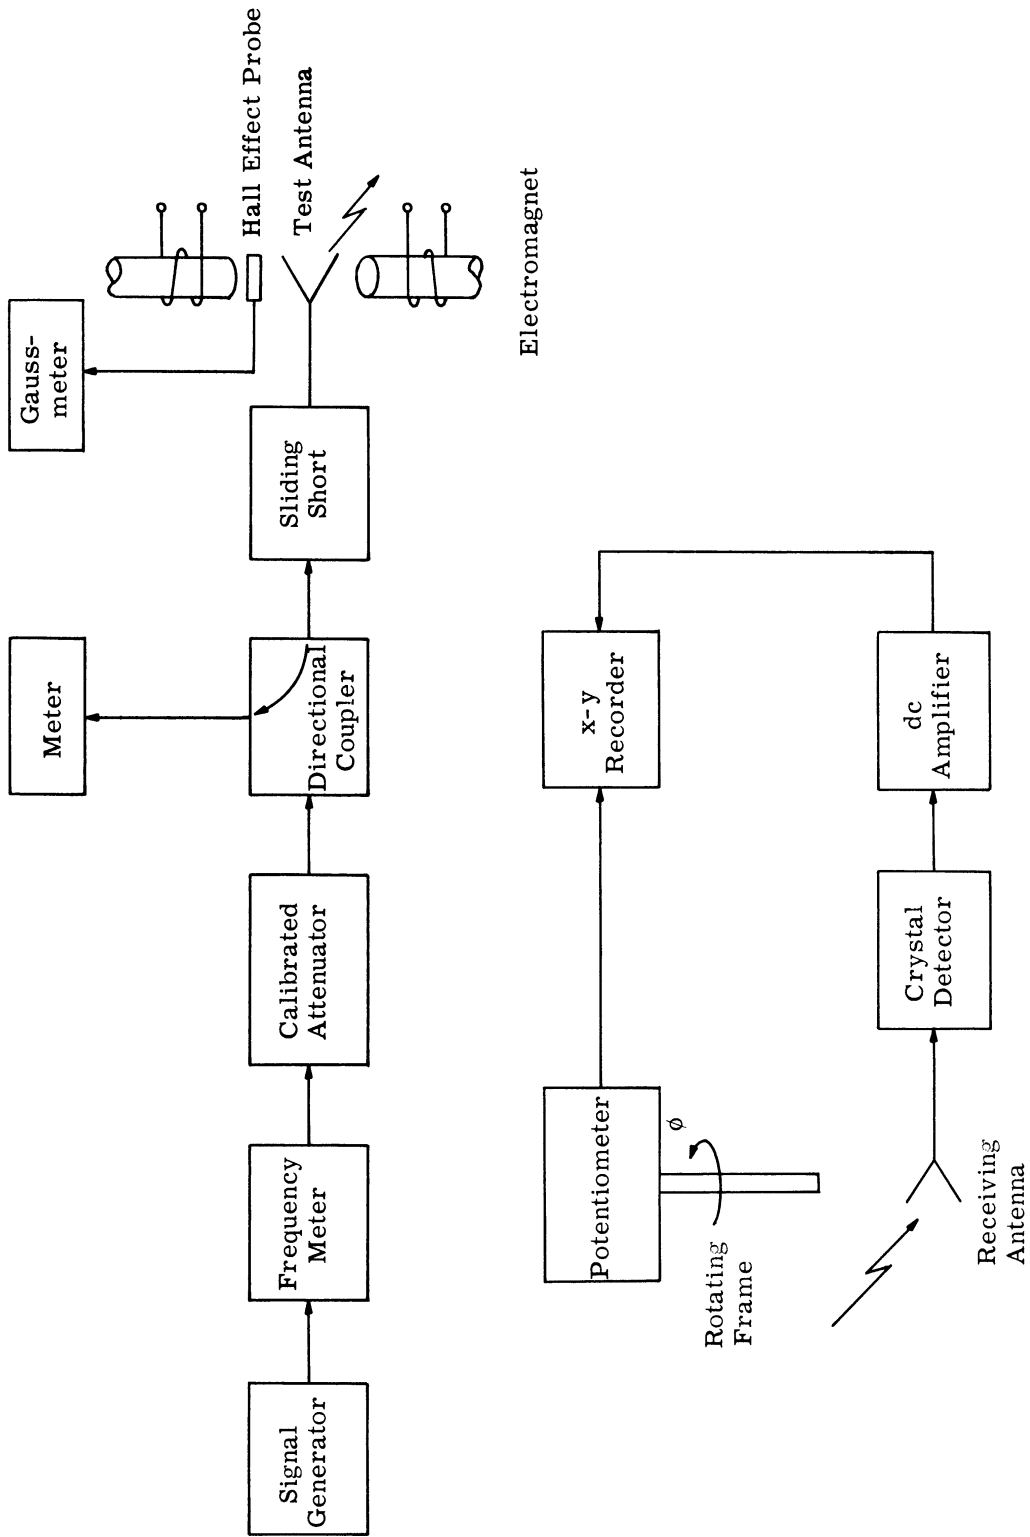 Signal
Generator
Frequency
Meter
Calibrated
Attenuator
Directional
Coupler
Meter
Sliding
Short
Gauss-
meter
Hall Effect Probe
Test Antenna
Electromagnet
Potentiometer
ϕ
Rotating
Frame
x-y
Recorder
Receiving
Antenna
Crystal
Detector
dc
Amplifier